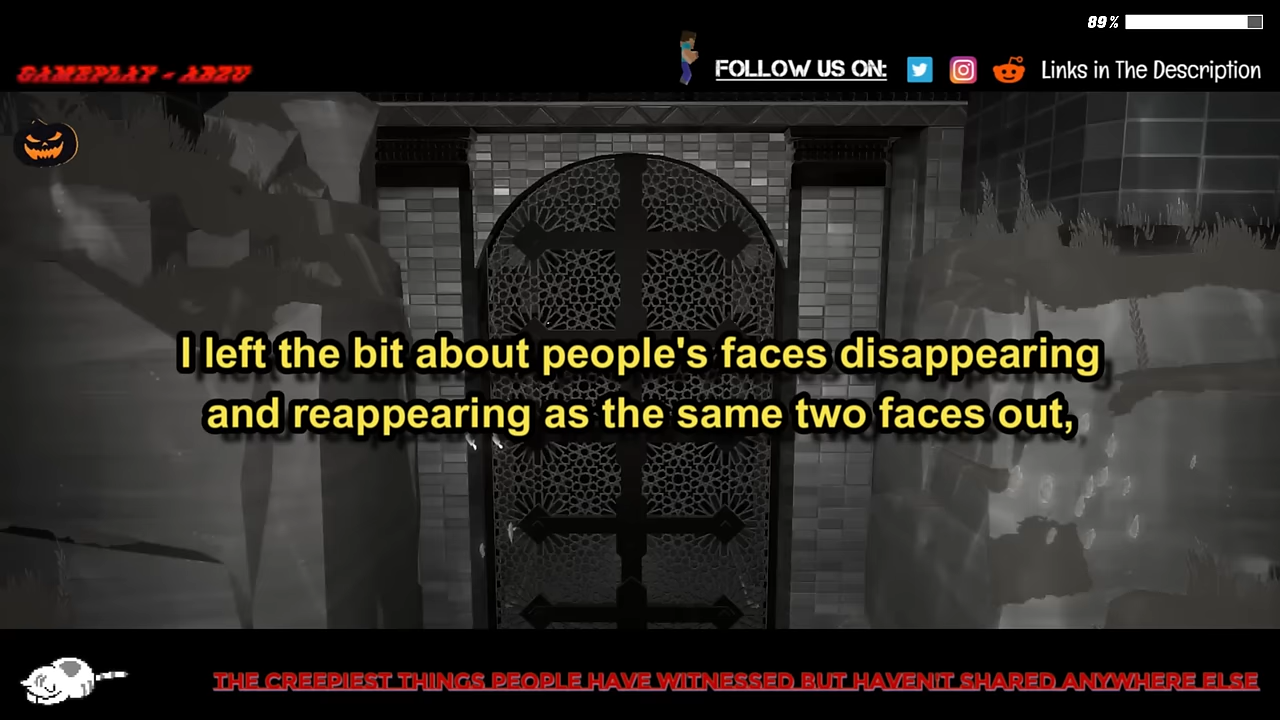 89%
GAMEPLAY - ABZU
FOLLOW US ON:
Links in The Description
I left the bit about people's faces disappearing
and reappearing as the same two faces out,
THE CREEPIEST THINGS PEOPLE HAVE WITNESSED BUT HAVEN'T SHARED ANYWHERE ELSE